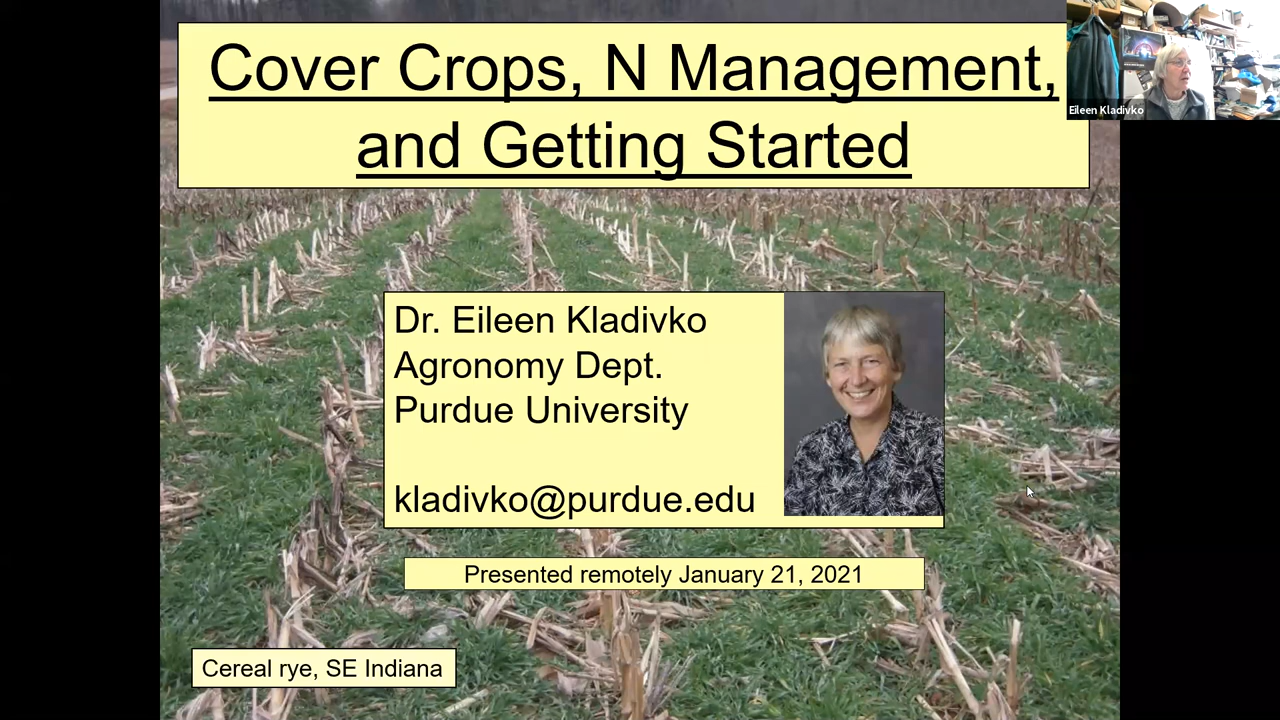 Cover Crops, N Management,
and Getting Started
Eileen Kladivko
Dr. Eileen Kladivko
Agronomy Dept.
Purdue University
kladivko@purdue.edu
Presented remotely January 21, 2021
Cereal rye, SE Indiana